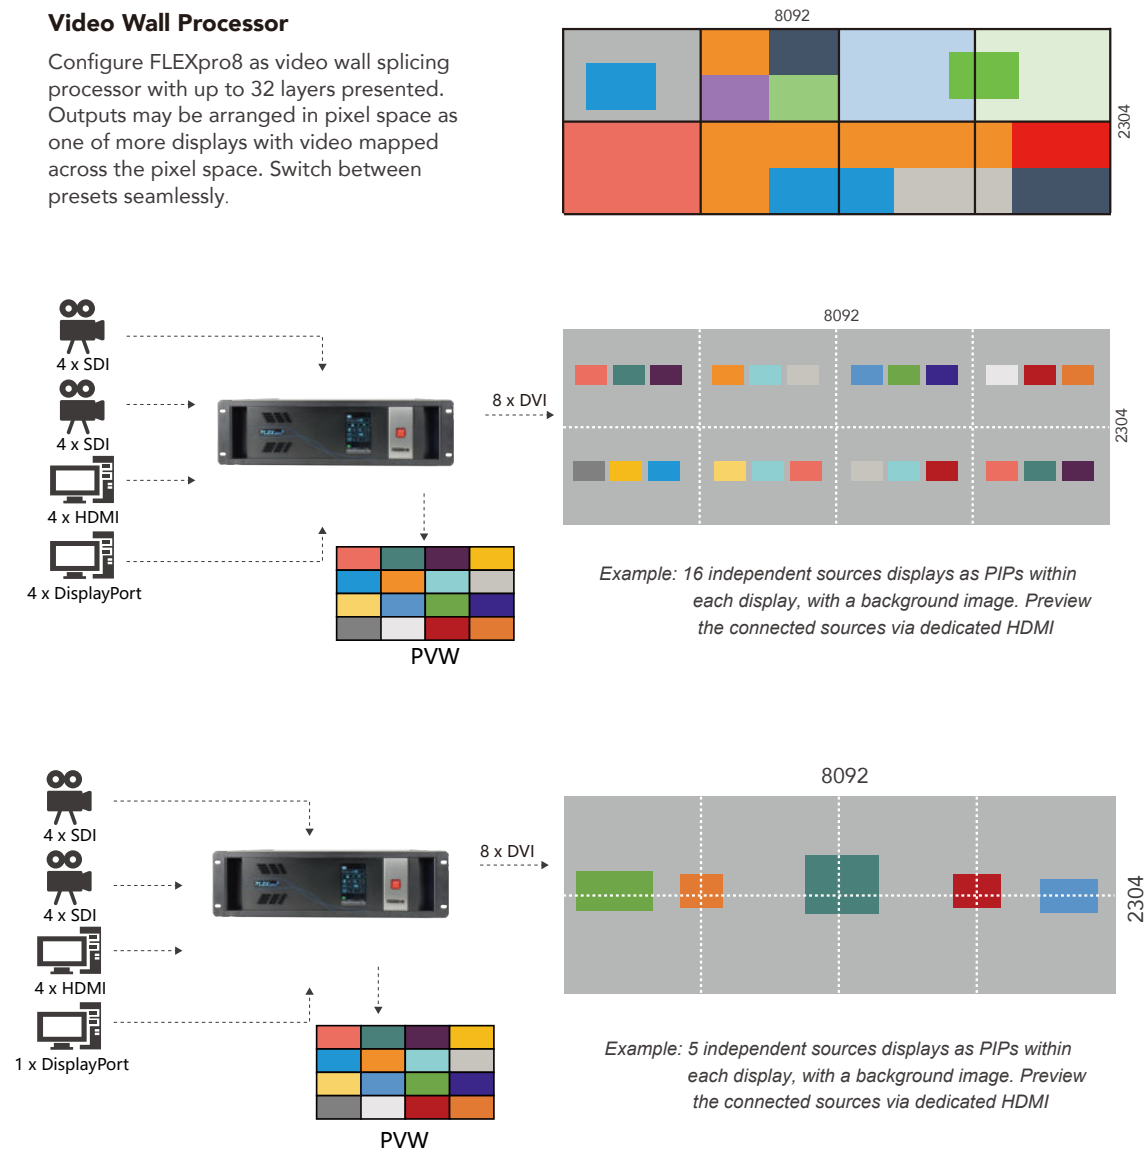 Video Wall Processor
Configure FLEXpro8 as video wall splicing
processor with up to 32 layers presented.
Outputs may be arranged in pixel space as
one of more displays with video mapped
across the pixel space. Switch between
presets seamlessly.
8092
2304
4 x SDI
4 x SDI
4 x HDMI
4 x DisplayPort
8 x DVI
PVW
8092
2304
Example: 16 independent sources displays as PIPs within
each display, with a background image. Preview
the connected sources via dedicated HDMI
4 x SDI
4 x SDI
4 x HDMI
1 x DisplayPort
8 x DVI
PVW
8092
2304
Example: 5 independent sources displays as PIPs within
each display, with a background image. Preview
the connected sources via dedicated HDMI